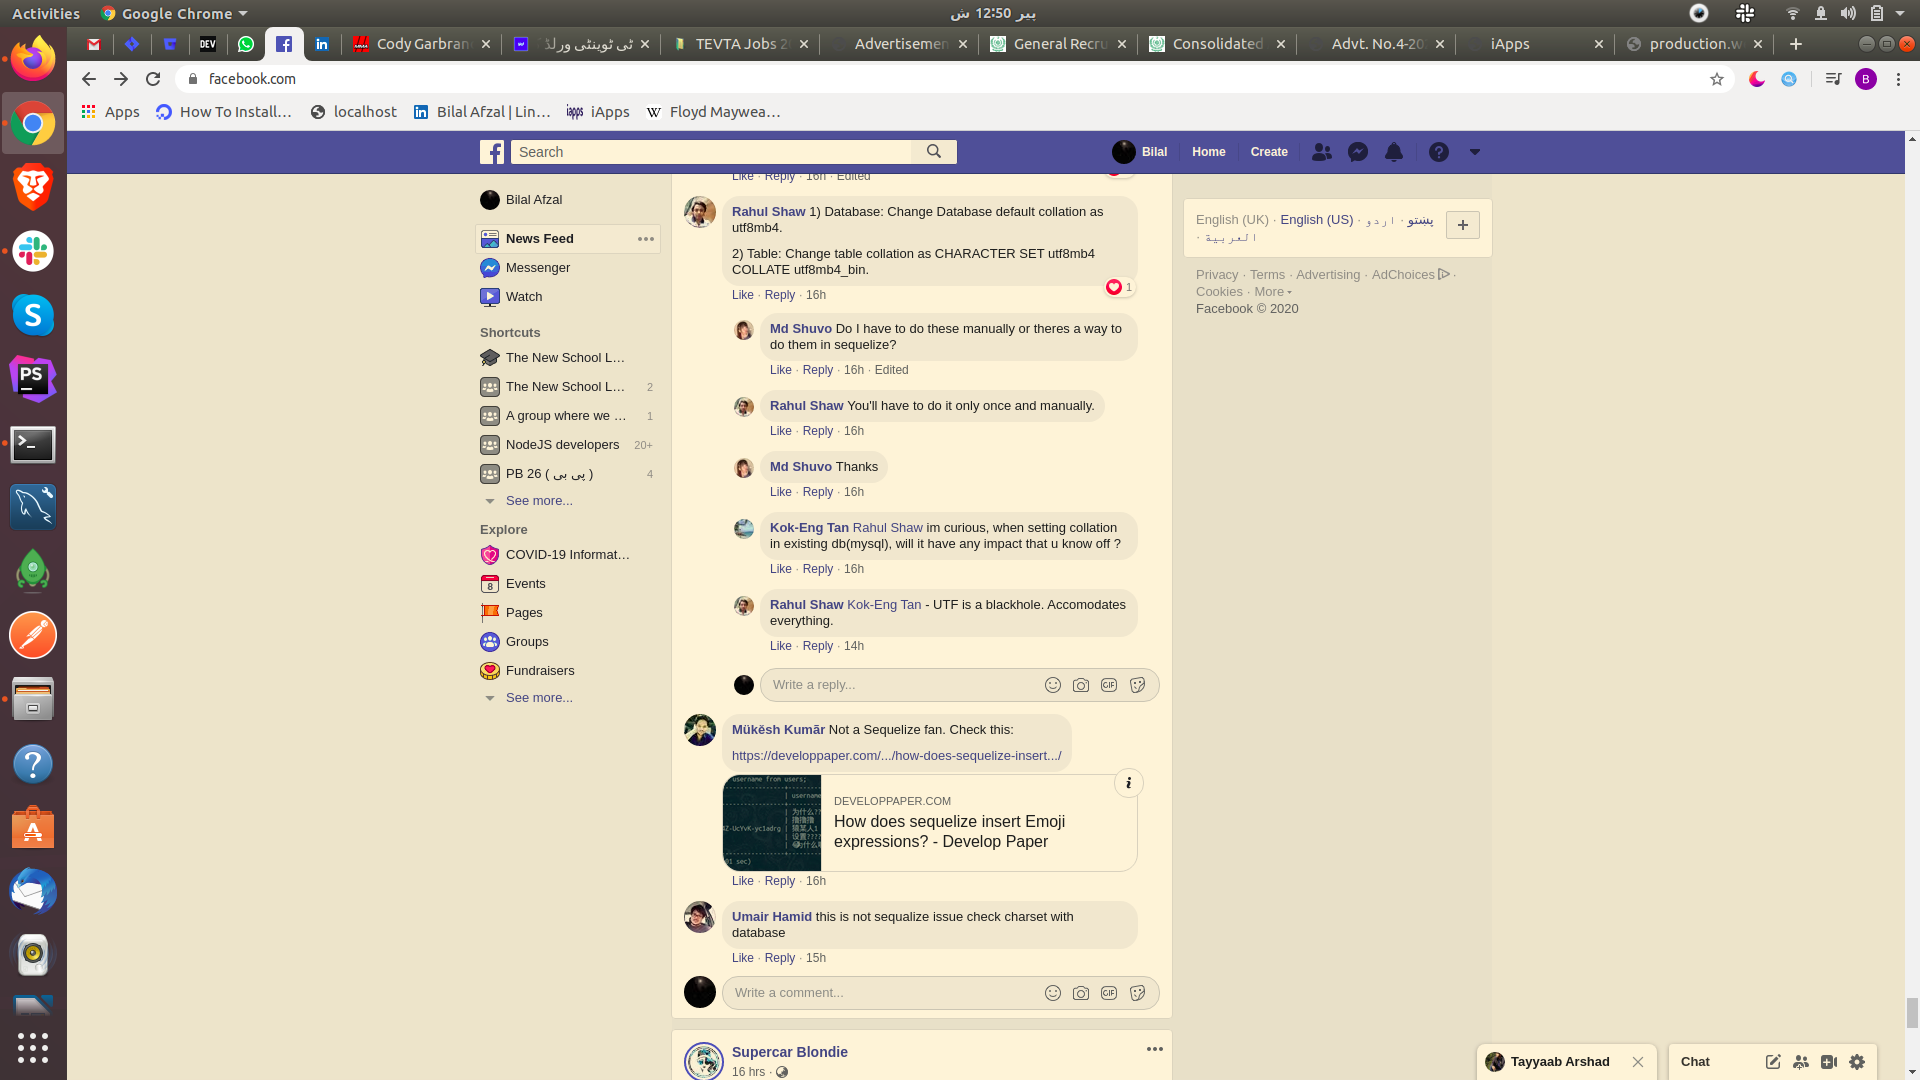 Activities
Google Chrome
پیر 12:50 ش
Cody Garbran
ٹی ٹوینٹی ورلڈ
TEVTA Jobs 2
Advertisemen
General Recru
Consolidated
Advt. No.4-20
iApps
production.w
facebook.com
B
Apps
How To Install…
localhost
Bilal Afzal | Lin…
iApps
Floyd Maywea…
Search
Bilal
Home
Create
Bilal Afzal
News Feed
Messenger
Watch
Shortcuts
The New School L…
The New School L… 2
A group where we … 1
NodeJS developers 20+
PB 26 ( پی بی ) 4
See more...
Explore
COVID-19 Informat…
Events
Pages
Groups
Fundraisers
See more...
Like · Reply · 16h · Edited
Rahul Shaw 1) Database: Change Database default collation as
utf8mb4.
2) Table: Change table collation as CHARACTER SET utf8mb4
COLLATE utf8mb4_bin.
1
Like · Reply · 16h
Md Shuvo Do I have to do these manually or theres a way to
do them in sequelize?
Like · Reply · 16h · Edited
Rahul Shaw You'll have to do it only once and manually.
Like · Reply · 16h
Md Shuvo Thanks
Like · Reply · 16h
Kok-Eng Tan Rahul Shaw im curious, when setting collation
in existing db(mysql), will it have any impact that u know off ?
Like · Reply · 16h
Rahul Shaw Kok-Eng Tan - UTF is a blackhole. Accomodates
everything.
Like · Reply · 14h
Write a reply...
GIF
Mükësh Kumãr Not a Sequelize fan. Check this:
https://developpaper.com/.../how-does-sequelize-insert.../
DEVELOPPAPER.COM
How does sequelize insert Emoji
expressions? - Develop Paper
Like · Reply · 16h
Umair Hamid this is not sequalize issue check charset with
database
Like · Reply · 15h
Write a comment...
GIF
Supercar Blondie
16 hrs ·
English (UK) · English (US) · اردو · پښتو ·
العربية
Privacy · Terms · Advertising · AdChoices ·
Cookies · More
Facebook © 2020
Tayyaab Arshad
Chat